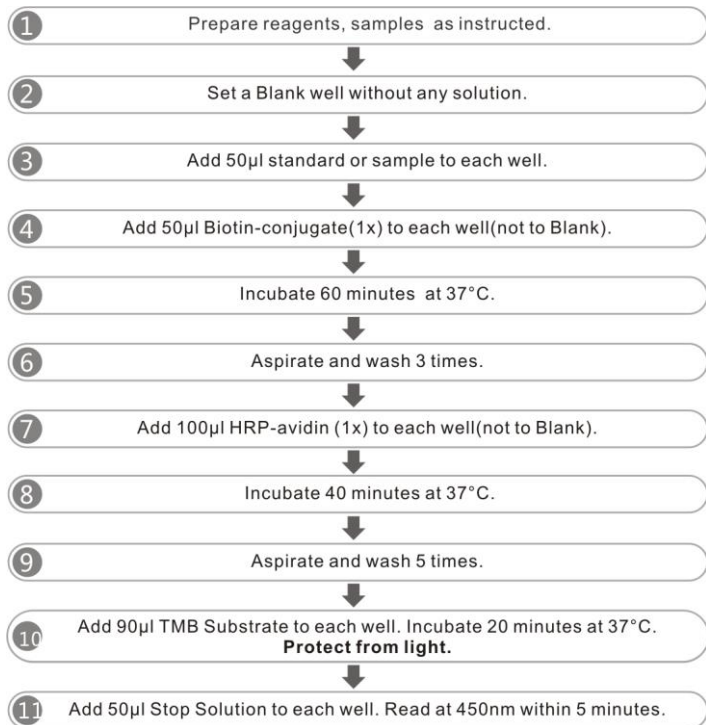 1 Prepare reagents, samples as instructed.
2 Set a Blank well without any solution.
3 Add 50μl standard or sample to each well.
4 Add 50μl Biotin-conjugate(1x) to each well(not to Blank).
5 Incubate 60 minutes at 37°C.
6 Aspirate and wash 3 times.
7 Add 100μl HRP-avidin (1x) to each well(not to Blank).
8 Incubate 40 minutes at 37°C.
9 Aspirate and wash 5 times.
10 Add 90μl TMB Substrate to each well. Incubate 20 minutes at 37°C.
Protect from light.
11 Add 50μl Stop Solution to each well. Read at 450nm within 5 minutes.